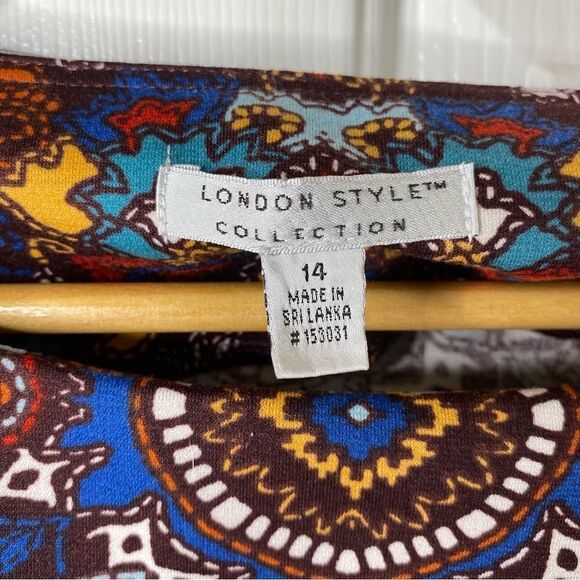 LONDON STYLE™
COLLECTION
14
MADE IN
SRI LANKA
#153031